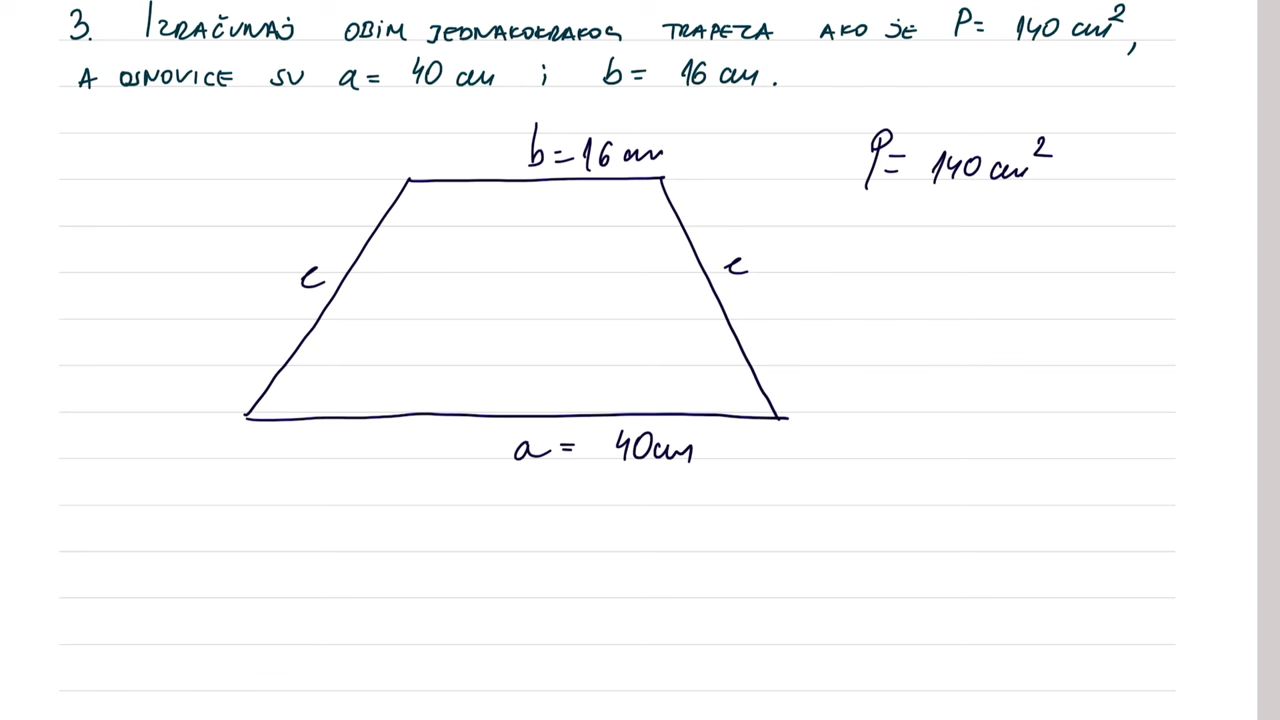 3. IZRAČUNAJ OBIM JEDNAKOKRAKOG TRAPEZA AKO JE P= 140 cm²,
A OSNOVICE SU a= 40 cm i b= 16 cm.
b=16 cm
P= 140 cm²
c
c
a= 40cm